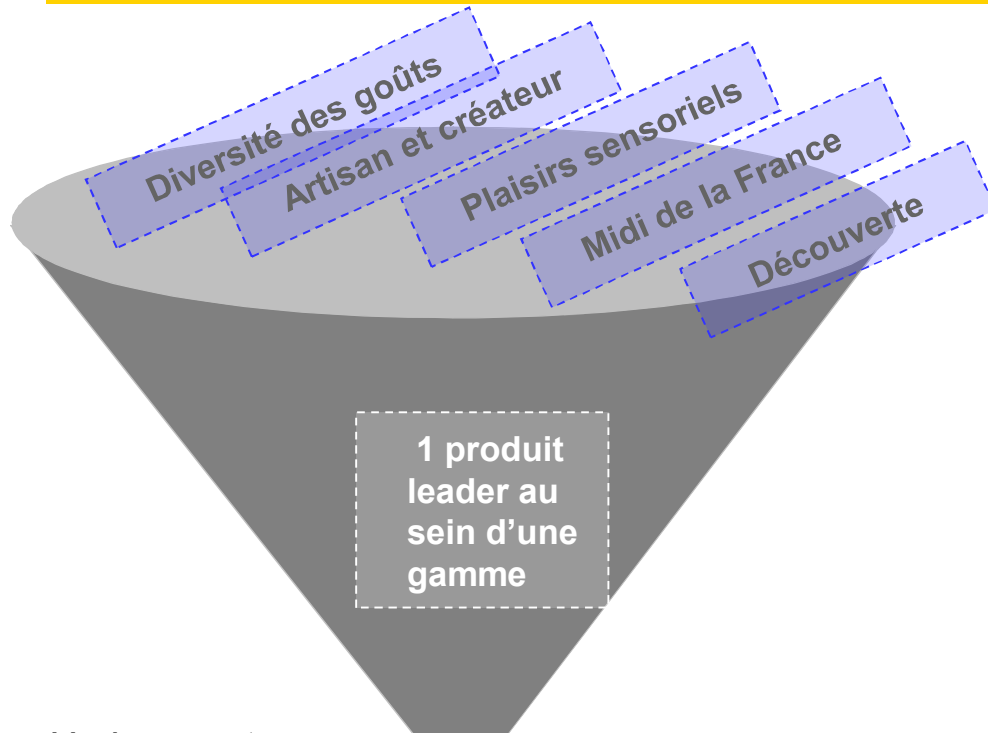 Diversité des goûts
Artisan et créateur
Plaisirs sensoriels
Midi de la France
Découverte
1 produit
leader au
sein d’une
gamme